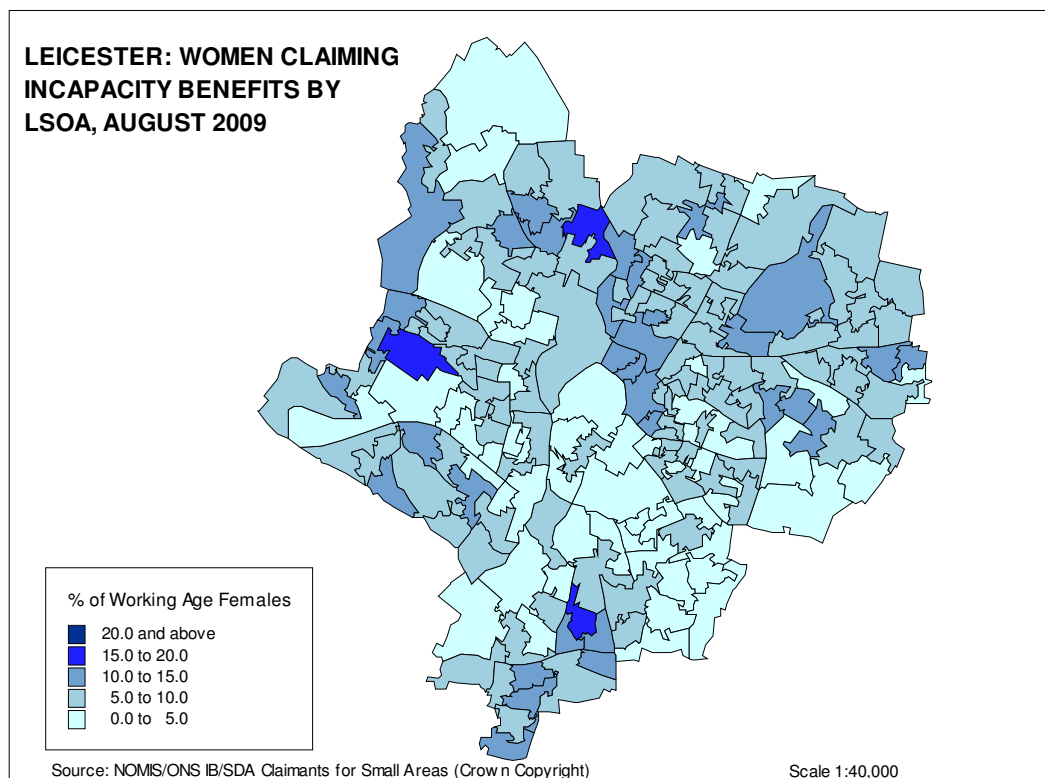 LEICESTER: WOMEN CLAIMING
INCAPACITY BENEFITS BY
LSOA, AUGUST 2009
% of Working Age Females
20.0 and above
15.0 to 20.0
10.0 to 15.0
5.0 to 10.0
0.0 to 5.0
Source: NOMIS/ONS IB/SDA Claimants for Small Areas (Crown Copyright)
Scale 1:40,000